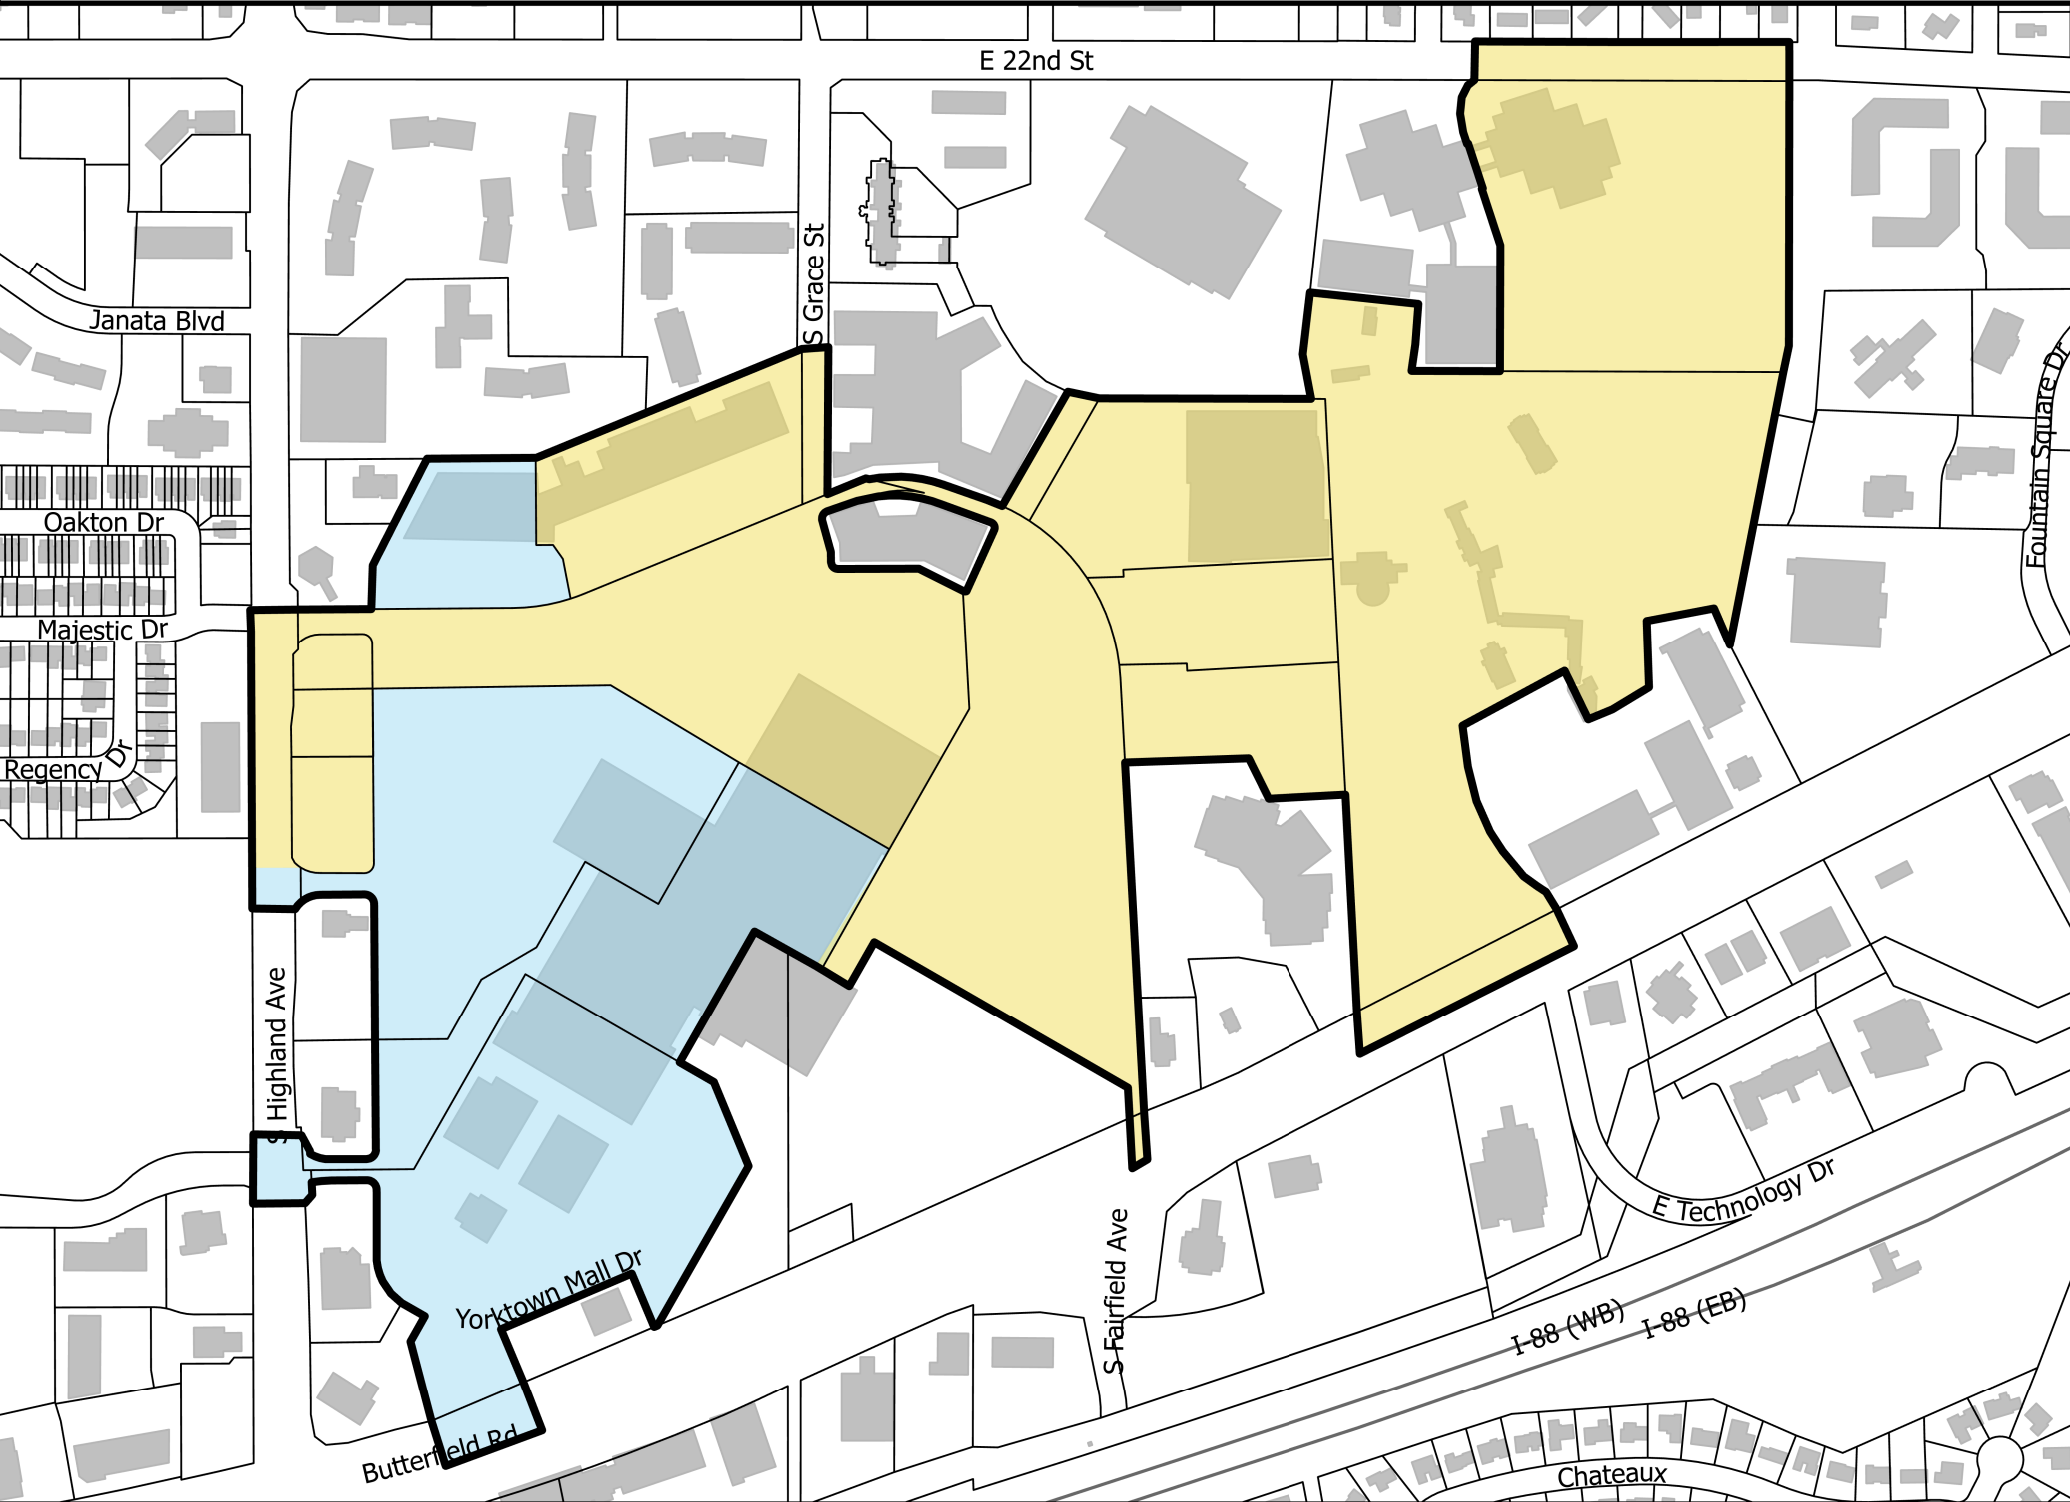 E 22nd St
S Grace St
Janata Blvd
Fountain Square Dr
Oakton Dr
Majestic Dr
Regency Dr
S Highland Ave
E Technology Dr
S Fairfield Ave
Yorktown Mall Dr
I-88 (WB)
I-88 (EB)
Butterfield Rd
Chateaux